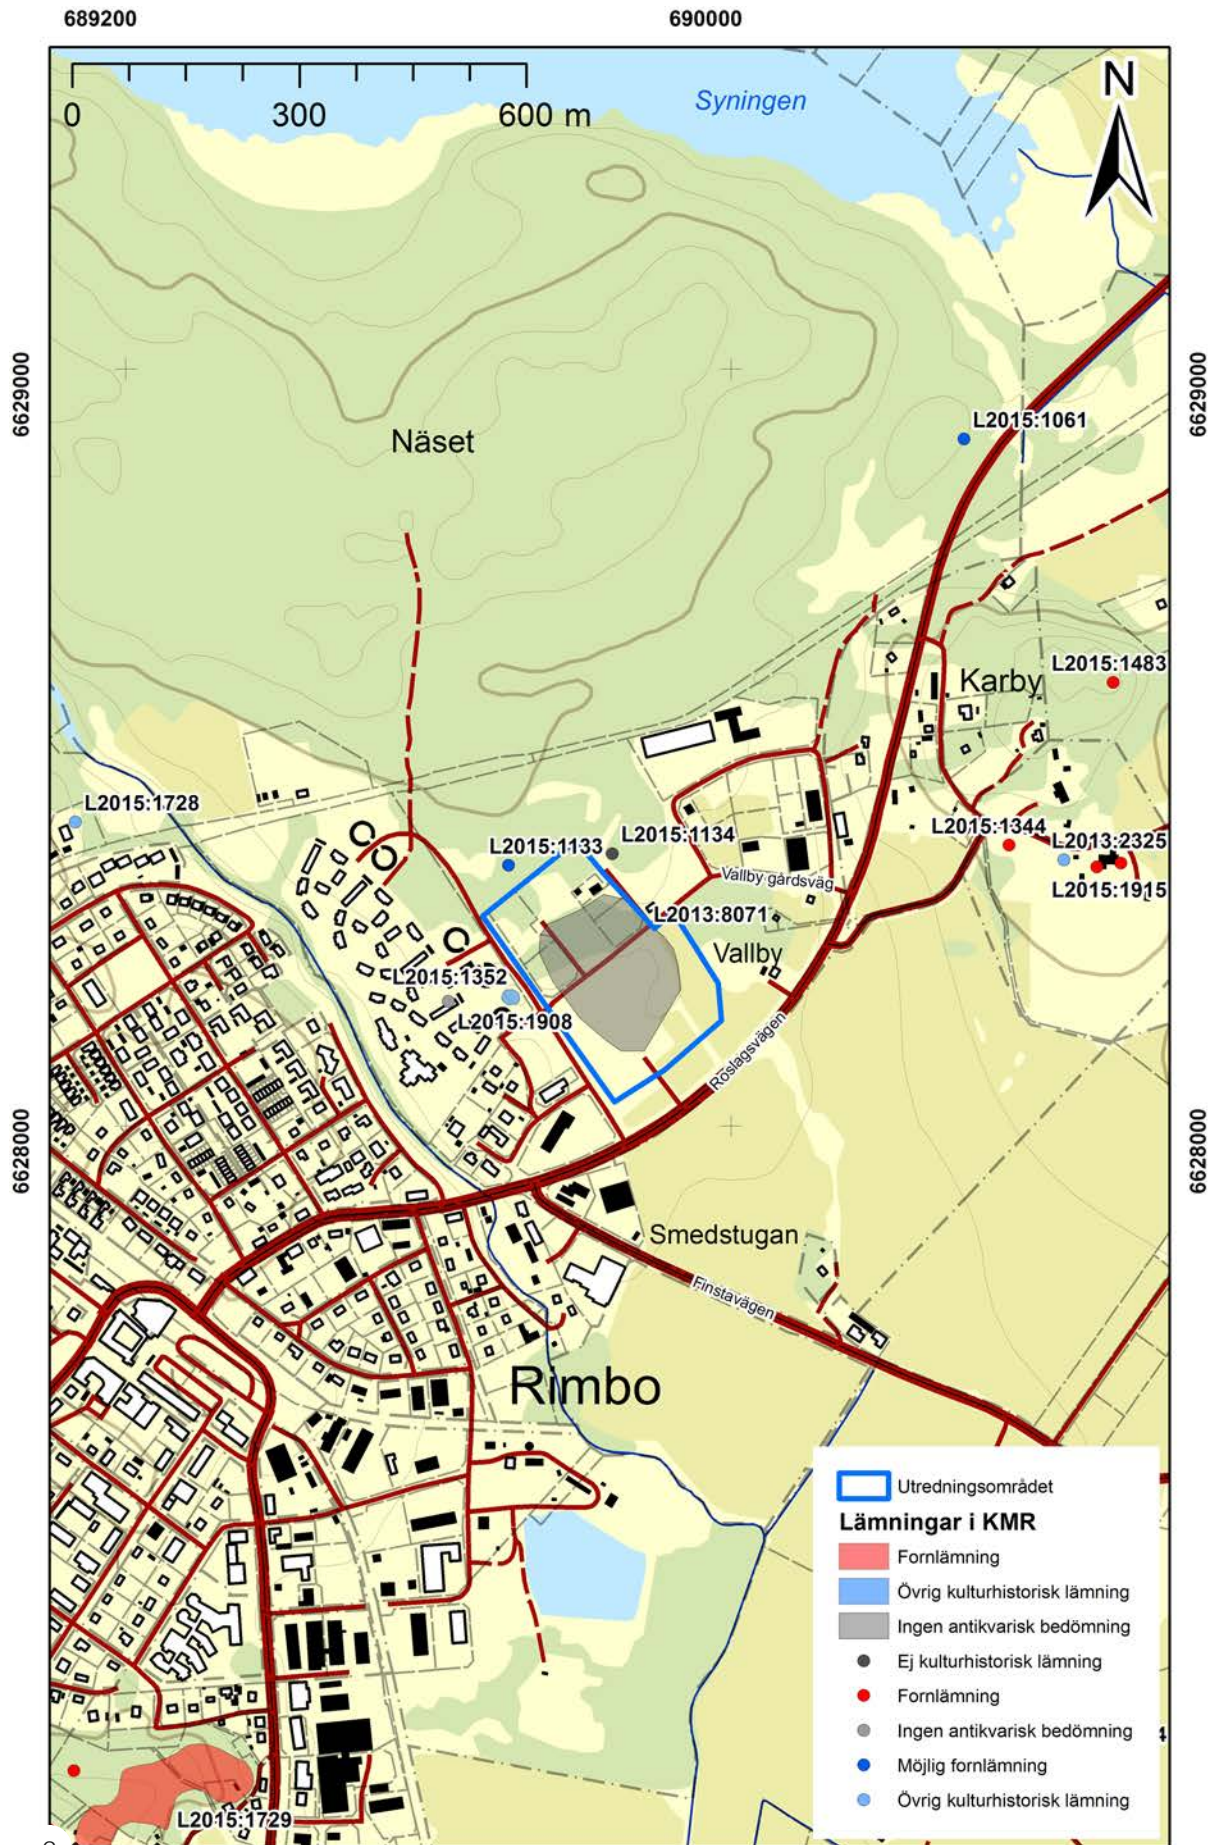 689200
690000
Syningen
N
0
300
600 m
6629000
6629000
L2015:1061
Näset
L2015:1483
Karby
L2015:1728
L2015:1133
L2015:1134
L2015:1344
L2013:2325
L2015:1915
Vallby gårdsväg
L2013:8071
Vallby
L2015:1352
L2015:1908
Roslagsvägen
6628000
6628000
Smedstugan
Finstavägen
Rimbo
Utredningsområdet
Lämningar i KMR
Fornlämning
Övrig kulturhistorisk lämning
Ingen antikvarisk bedömning
Ej kulturhistorisk lämning
Fornlämning
Ingen antikvarisk bedömning
Möjlig fornlämning
Övrig kulturhistorisk lämning
4
L2015:1729